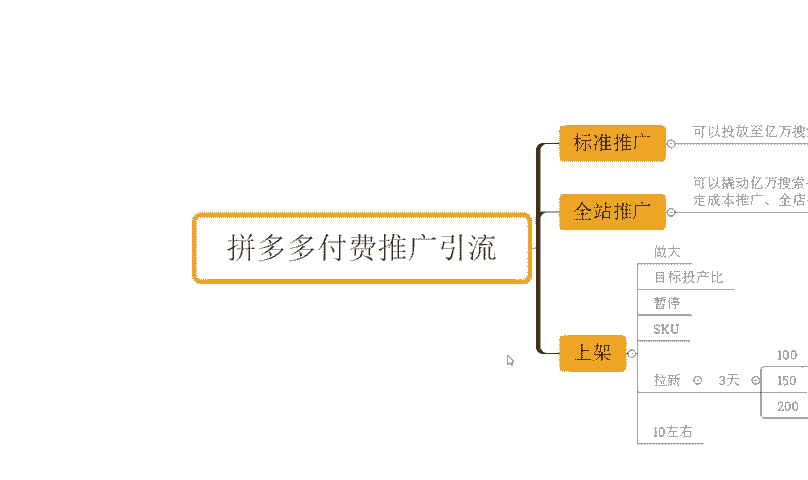 标准推广
可以投放至亿万搜
全站推广
可以撬动亿万搜索
定成本推广、全店
拼多多付费推广引流
做大
目标投产比
暂停
SKU
上架
拉新
3天
100
150
200
10左右